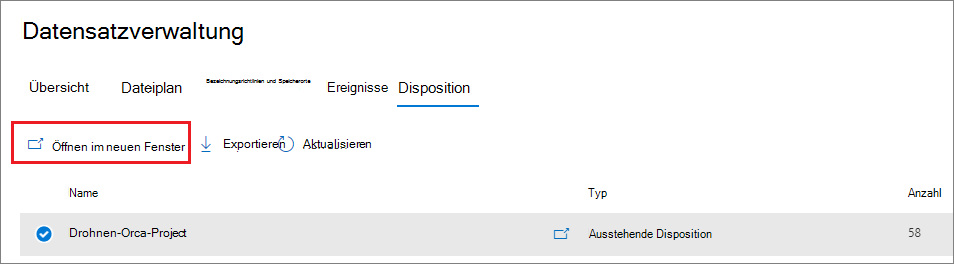 Datensatzverwaltung
Übersicht Dateiplan Bezeichnungsrichtlinien und Speicherorte Ereignisse Disposition
Öffnen im neuen Fenster Exportieren Aktualisieren
Name Typ Anzahl
Drohnen-Orca-Project Ausstehende Disposition 58